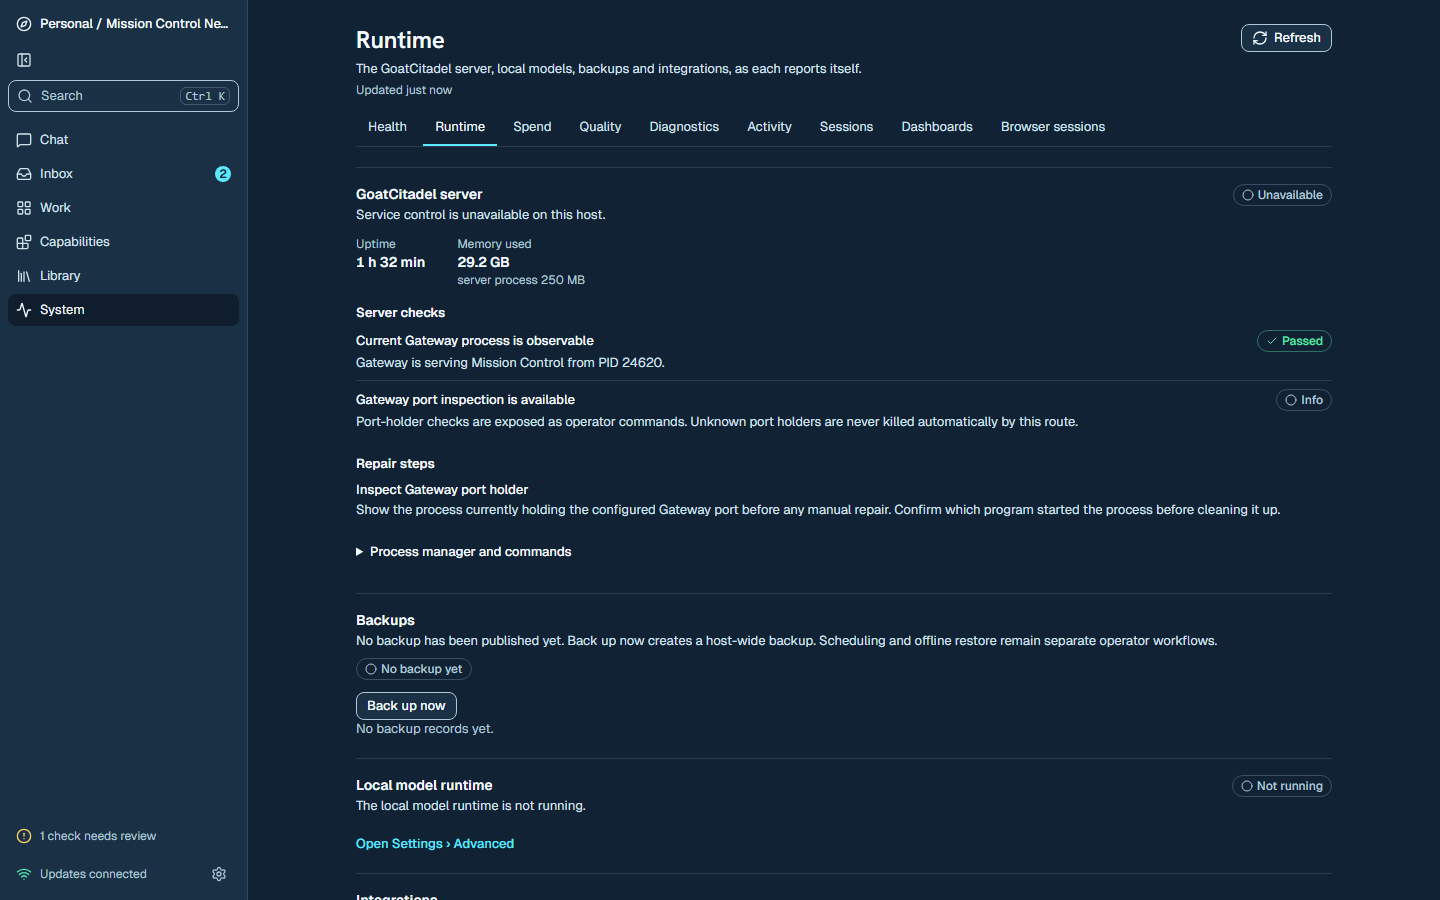 Personal / Mission Control Ne...
Search
Ctrl K
Chat
Inbox
2
Work
Capabilities
Library
System
1 check needs review
Updates connected
Runtime
Refresh
The GoatCitadel server, local models, backups and integrations, as each reports itself.
Updated just now
Health
Runtime
Spend
Quality
Diagnostics
Activity
Sessions
Dashboards
Browser sessions
GoatCitadel server
Unavailable
Service control is unavailable on this host.
Uptime
Memory used
1 h 32 min
29.2 GB
server process 250 MB
Server checks
Current Gateway process is observable
Passed
Gateway is serving Mission Control from PID 24620.
Gateway port inspection is available
Info
Port-holder checks are exposed as operator commands. Unknown port holders are never killed automatically by this route.
Repair steps
Inspect Gateway port holder
Show the process currently holding the configured Gateway port before any manual repair. Confirm which program started the process before cleaning it up.
Process manager and commands
Backups
No backup has been published yet. Back up now creates a host-wide backup. Scheduling and offline restore remain separate operator workflows.
No backup yet
Back up now
No backup records yet.
Local model runtime
Not running
The local model runtime is not running.
Open Settings › Advanced
Integrations